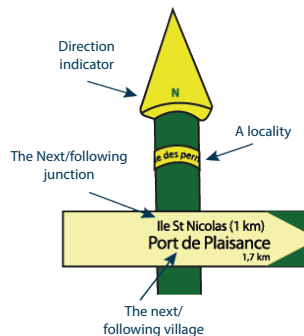 Direction
indicator
N
A locality
des
The Next/following
junction
Ile St Nicolas (1 km)
Port de Plaisance
1,7 km
The next/
following village